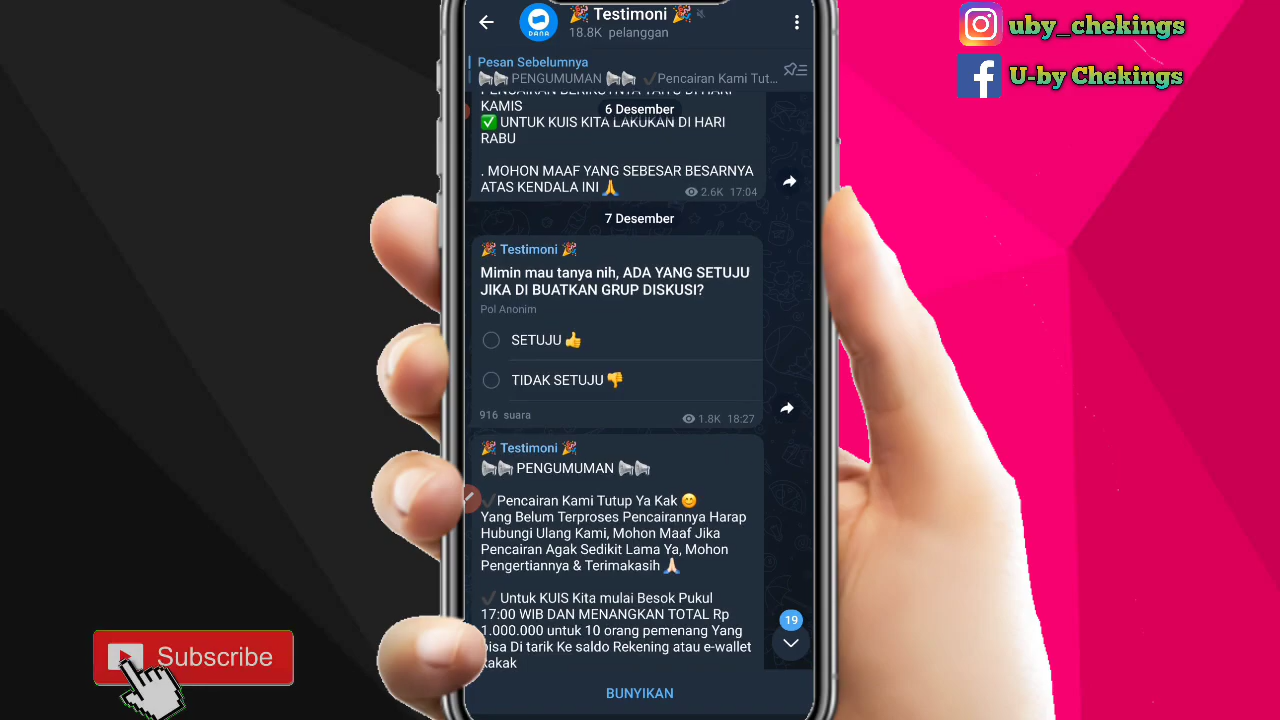 🎉 Testimoni 🎉
18.8K pelanggan
DANA
uby_chekings
U-by Chekings
Pesan Sebelumnya
📢📢 PENGUMUMAN 📢📢 ✔️Pencairan Kami Tut...
KAMIS
6 Desember
✅ UNTUK KUIS KITA LAKUKAN DI HARI
RABU
. MOHON MAAF YANG SEBESAR BESARNYA
ATAS KENDALA INI 🙏
2.6K 17:04
7 Desember
🎉 Testimoni 🎉
Mimin mau tanya nih, ADA YANG SETUJU
JIKA DI BUATKAN GRUP DISKUSI?
Pol Anonim
SETUJU 👍
TIDAK SETUJU 👎
916 suara
1.8K 18:27
🎉 Testimoni 🎉
📢📢 PENGUMUMAN 📢📢
✔️Pencairan Kami Tutup Ya Kak 😊
Yang Belum Terproses Pencairannya Harap
Hubungi Ulang Kami, Mohon Maaf Jika
Pencairan Agak Sedikit Lama Ya, Mohon
Pengertiannya & Terimakasih 🙏🏻
✔️ Untuk KUIS Kita mulai Besok Pukul
17:00 WIB DAN MENANGKAN TOTAL Rp
1.000.000 untuk 10 orang pemenang Yang
bisa Di tarik Ke saldo Rekening atau e-wallet
kakak
19
BUNYIKAN
Subscribe